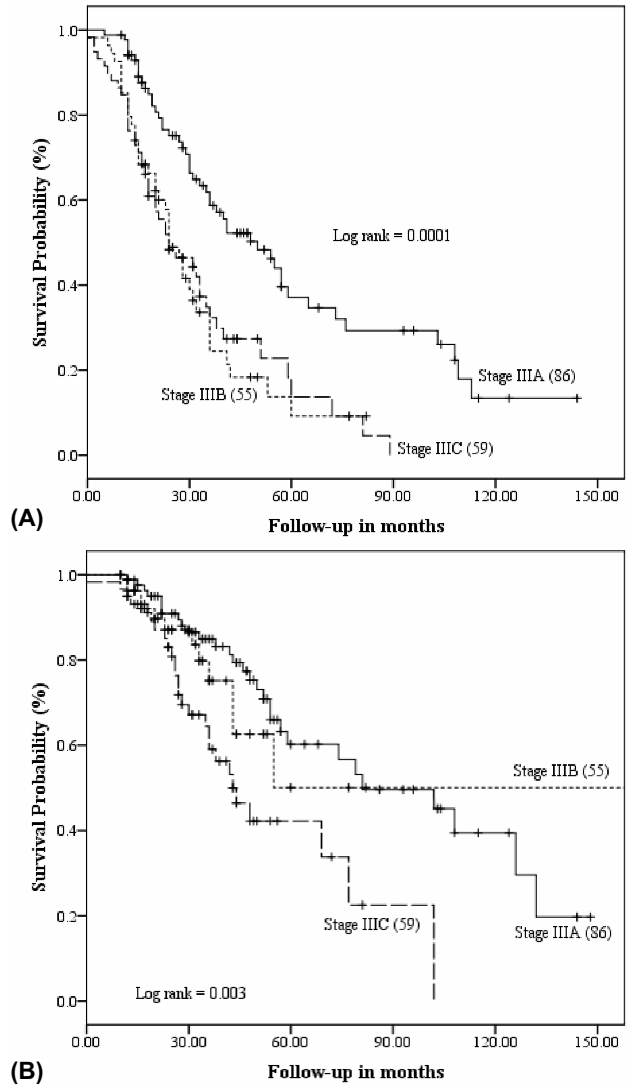 1.0
0.8
0.6
0.4
0.2
0.0
Survival Probability (%)
Log rank = 0.0001
Stage IIIA (86)
Stage IIIB (55)
Stage IIIC (59)
0.00 30.00 60.00 90.00 120.00 150.00
(A)
Follow-up in months
1.0
0.8
0.6
0.4
0.2
0.0
Survival Probability (%)
Stage IIIB (55)
Stage IIIC (59)
Stage IIIA (86)
Log rank = 0.003
0.00 30.00 60.00 90.00 120.00 150.00
(B)
Follow-up in months